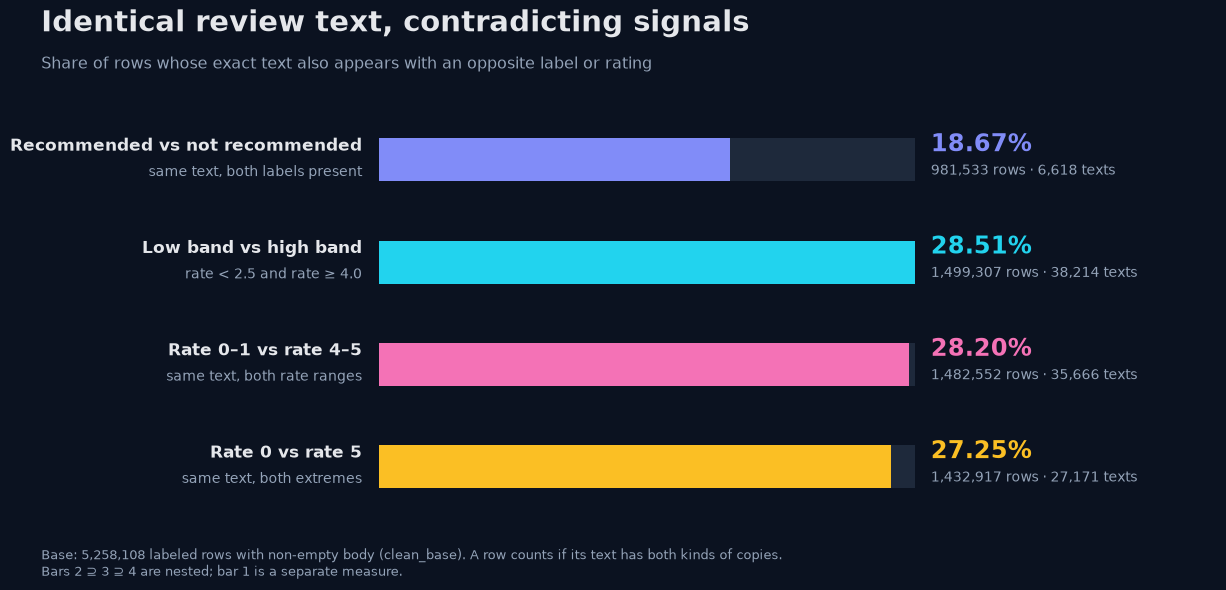 Identical review text, contradicting signals
Share of rows whose exact text also appears with an opposite label or rating
Recommended vs not recommended
same text, both labels present
18.67%
981,533 rows · 6,618 texts
Low band vs high band
rate < 2.5 and rate ≥ 4.0
28.51%
1,499,307 rows · 38,214 texts
Rate 0–1 vs rate 4–5
same text, both rate ranges
28.20%
1,482,552 rows · 35,666 texts
Rate 0 vs rate 5
same text, both extremes
27.25%
1,432,917 rows · 27,171 texts
Base: 5,258,108 labeled rows with non-empty body (clean_base). A row counts if its text has both kinds of copies.
Bars 2 ⊇ 3 ⊇ 4 are nested; bar 1 is a separate measure.